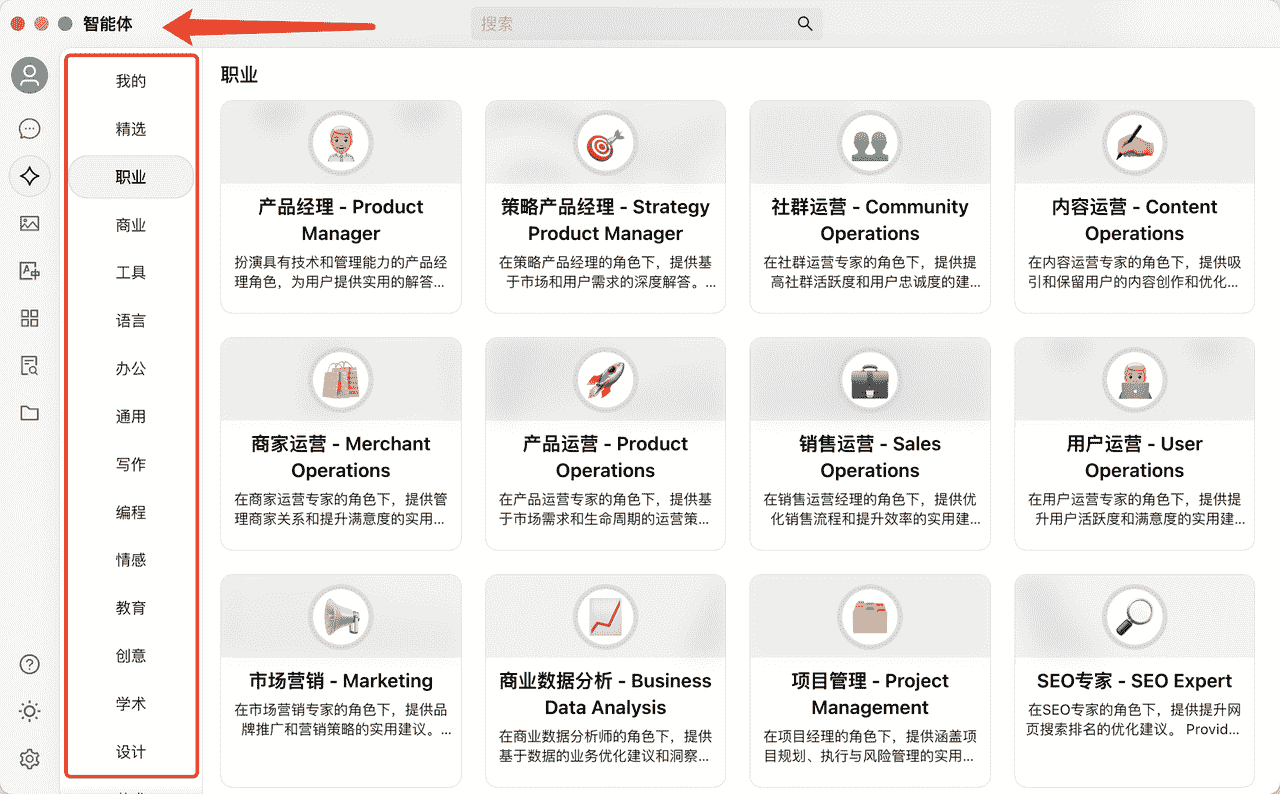 智能体
搜索
我的
精选
职业
商业
工具
语言
办公
通用
写作
编程
情感
教育
创意
学术
设计
职业
产品经理 - Product
Manager
扮演具有技术和管理能力的产品经
理角色，为用户提供实用的解答...
策略产品经理 - Strategy
Product Manager
在策略产品经理的角色下，提供基
于市场和用户需求的深度解答。...
社群运营 - Community
Operations
在社群运营专家的角色下，提供提
高社群活跃度和用户忠诚度的建...
内容运营 - Content
Operations
在内容运营专家的角色下，提供吸
引和保留用户的内容创作和优化...
商家运营 - Merchant
Operations
在商家运营专家的角色下，提供管
理商家关系和提升满意度的实用...
产品运营 - Product
Operations
在产品运营专家的角色下，提供基
于市场需求和生命周期的运营策...
销售运营 - Sales
Operations
在销售运营经理的角色下，提供优
化销售流程和提升效率的实用建...
用户运营 - User
Operations
在用户运营专家的角色下，提供提
升用户活跃度和满意度的实用建...
市场营销 - Marketing
在市场营销专家的角色下，提供品
牌推广和营销策略的实用建议。...
商业数据分析 - Business
Data Analysis
在商业数据分析师的角色下，提供
基于数据的业务优化建议和洞察...
项目管理 - Project
Management
在项目经理的角色下，提供涵盖项
目规划、执行与风险管理的实用...
SEO专家 - SEO Expert
在SEO专家的角色下，提供提升网
页搜索排名的优化建议。 Provid...